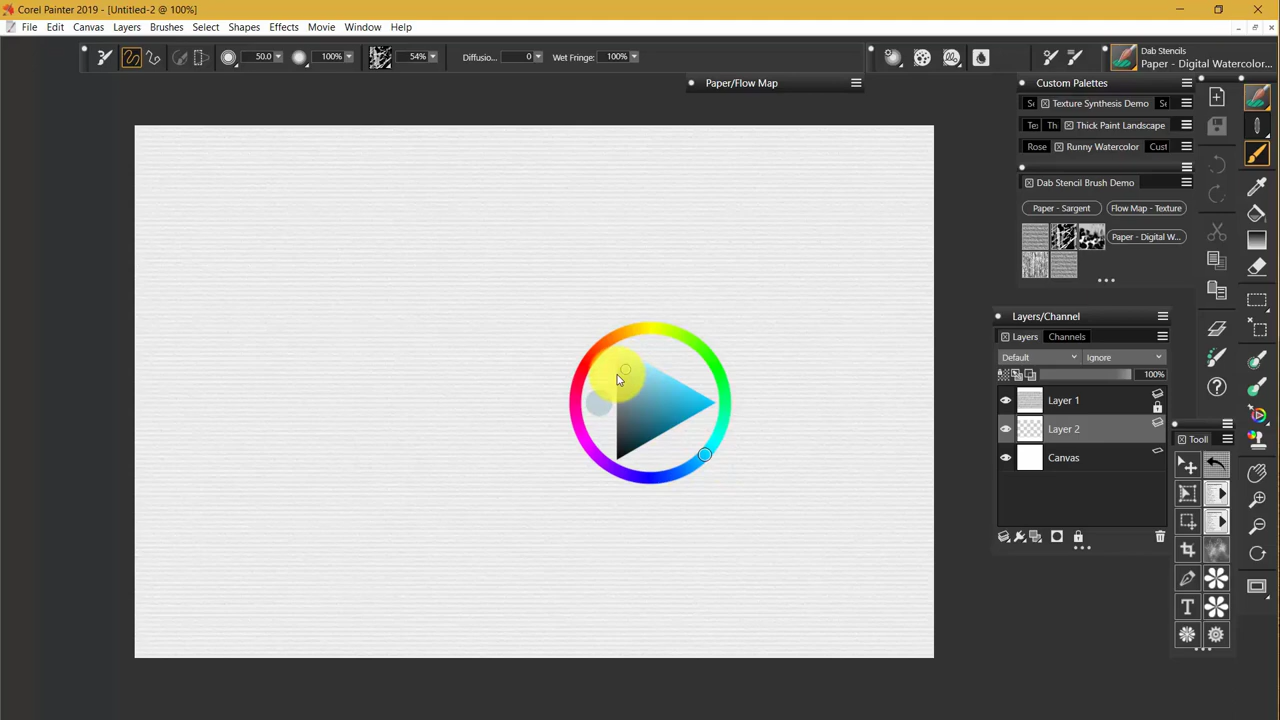 Corel Painter 2019 - [Untitled-2 @ 100%]
File Edit Canvas Layers Brushes Select Shapes Effects Movie Window Help
50.0 100% 54% Diffusio... 0 Wet Fringe: 100%
Dab Stencils
Paper - Digital Watercolor...
Paper/Flow Map
Custom Palettes
Texture Synthesis Demo
Th Thick Paint Landscape
Rose Runny Watercolor Cust
Dab Stencil Brush Demo
Paper - Sargent Flow Map - Texture
Paper - Digital W...
Layers/Channel
Layers Channels
Default Ignore
100%
Layer 1
Layer 2
Canvas
Tooll
T